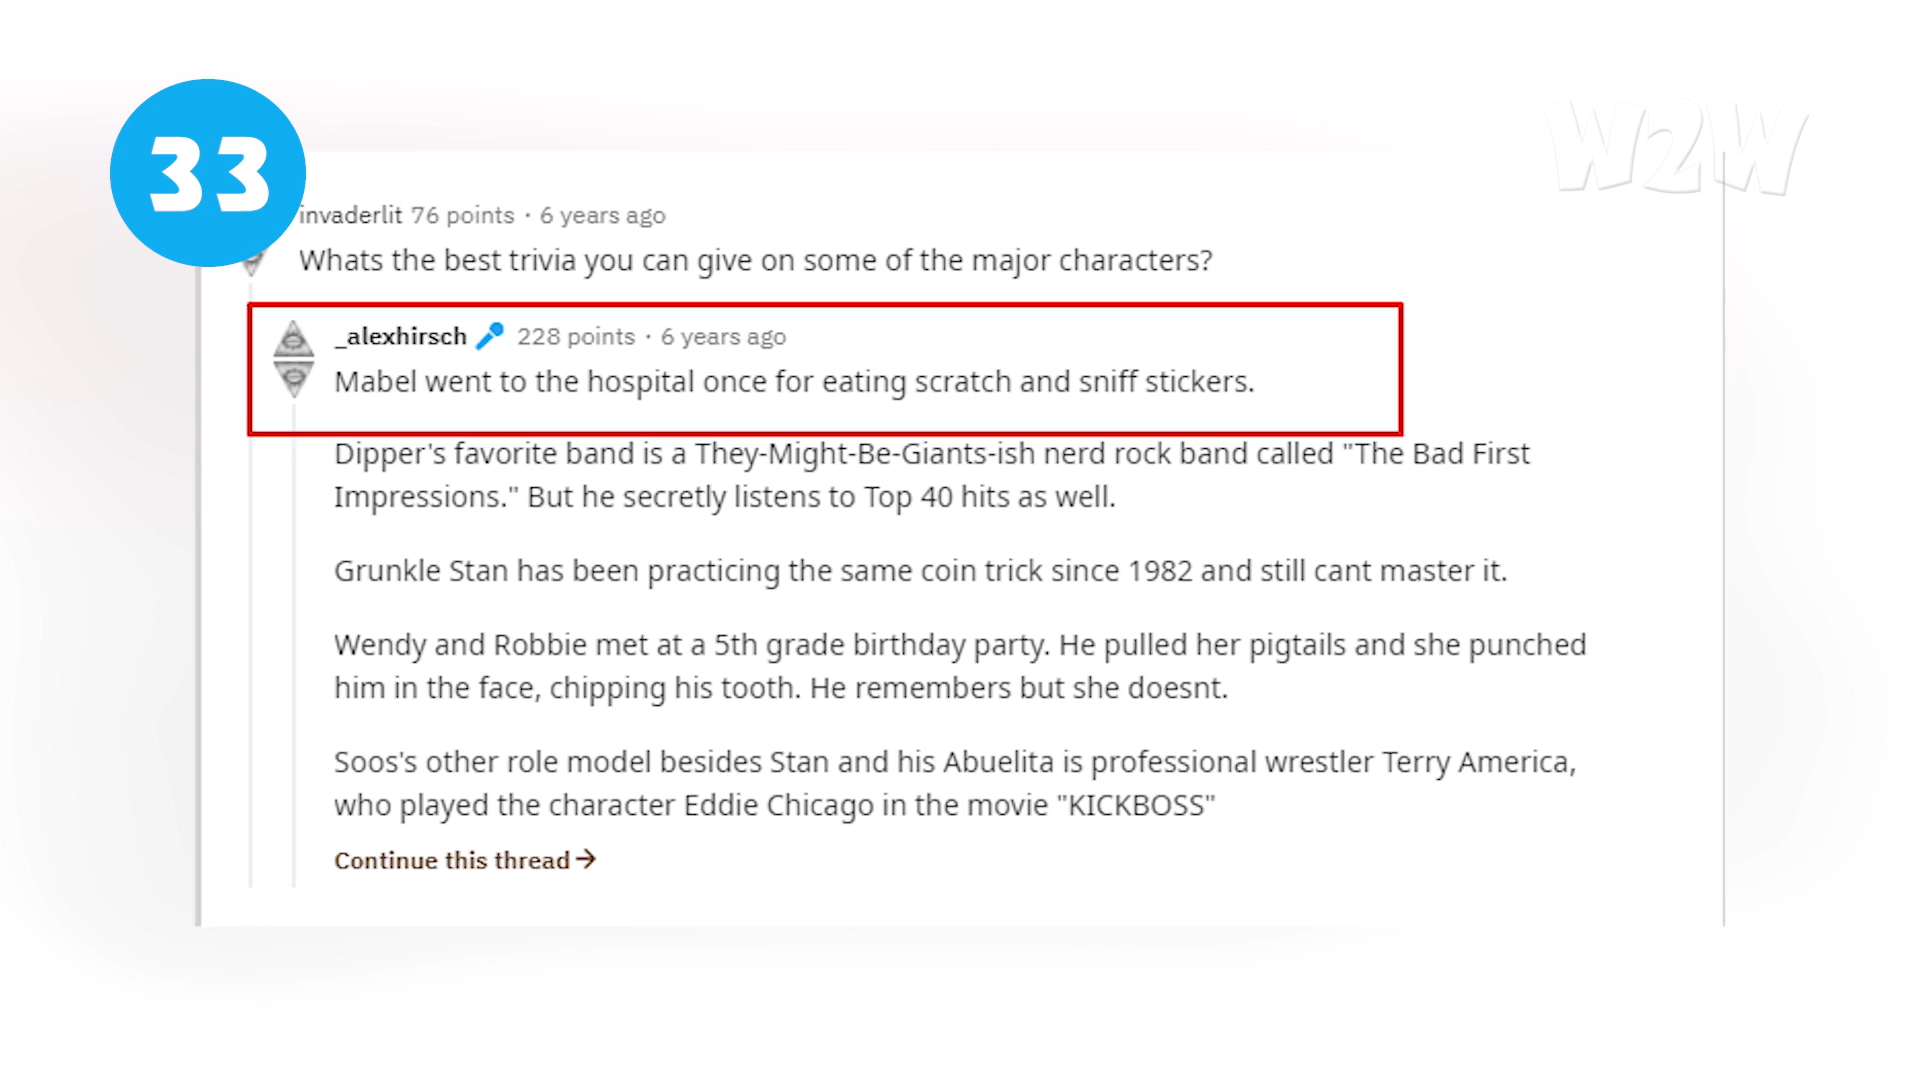 33
W2W
invaderlit 76 points · 6 years ago
Whats the best trivia you can give on some of the major characters?
_alexhirsch 228 points · 6 years ago
Mabel went to the hospital once for eating scratch and sniff stickers.
Dipper's favorite band is a They-Might-Be-Giants-ish nerd rock band called "The Bad First
Impressions." But he secretly listens to Top 40 hits as well.
Grunkle Stan has been practicing the same coin trick since 1982 and still cant master it.
Wendy and Robbie met at a 5th grade birthday party. He pulled her pigtails and she punched
him in the face, chipping his tooth. He remembers but she doesnt.
Soos's other role model besides Stan and his Abuelita is professional wrestler Terry America,
who played the character Eddie Chicago in the movie "KICKBOSS"
Continue this thread→